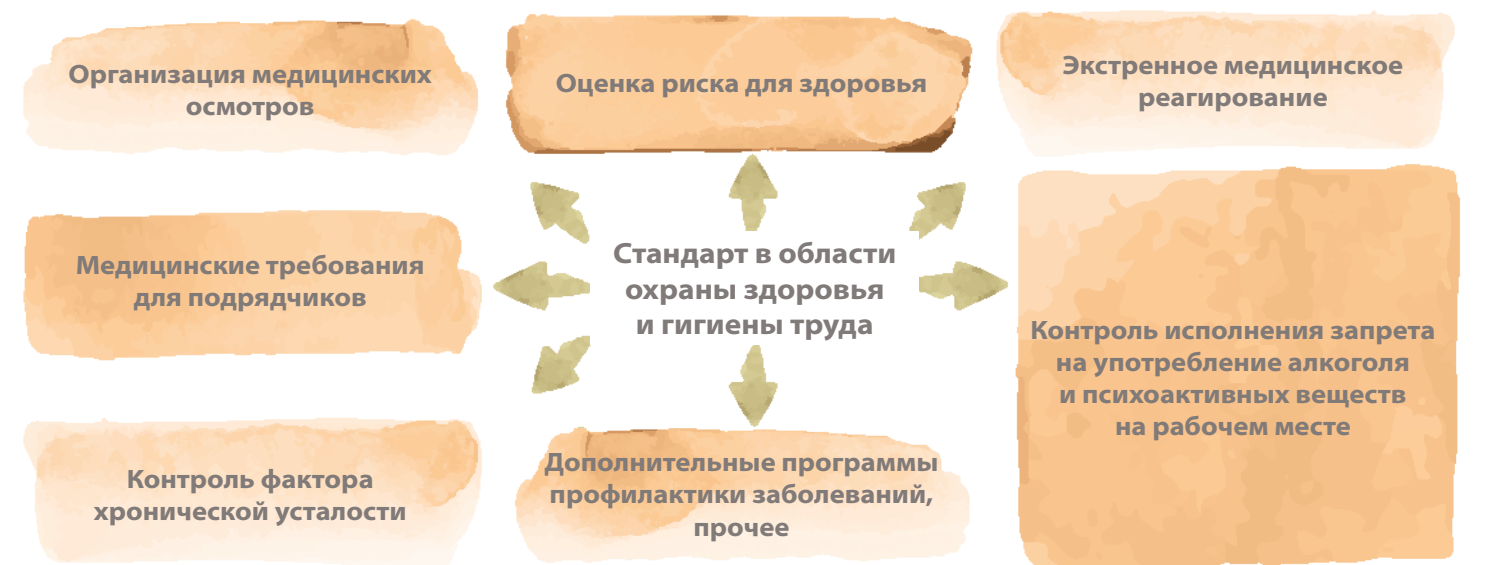 Организация медицинских
осмотров
Оценка риска для здоровья
Экстренное медицинское
реагирование
Медицинские требования
для подрядчиков
Стандарт в области
охраны здоровья
и гигиены труда
Контроль исполнения запрета
на употребление алкоголя
и психоактивных веществ
на рабочем месте
Контроль фактора
хронической усталости
Дополнительные программы
профилактики заболеваний,
прочее